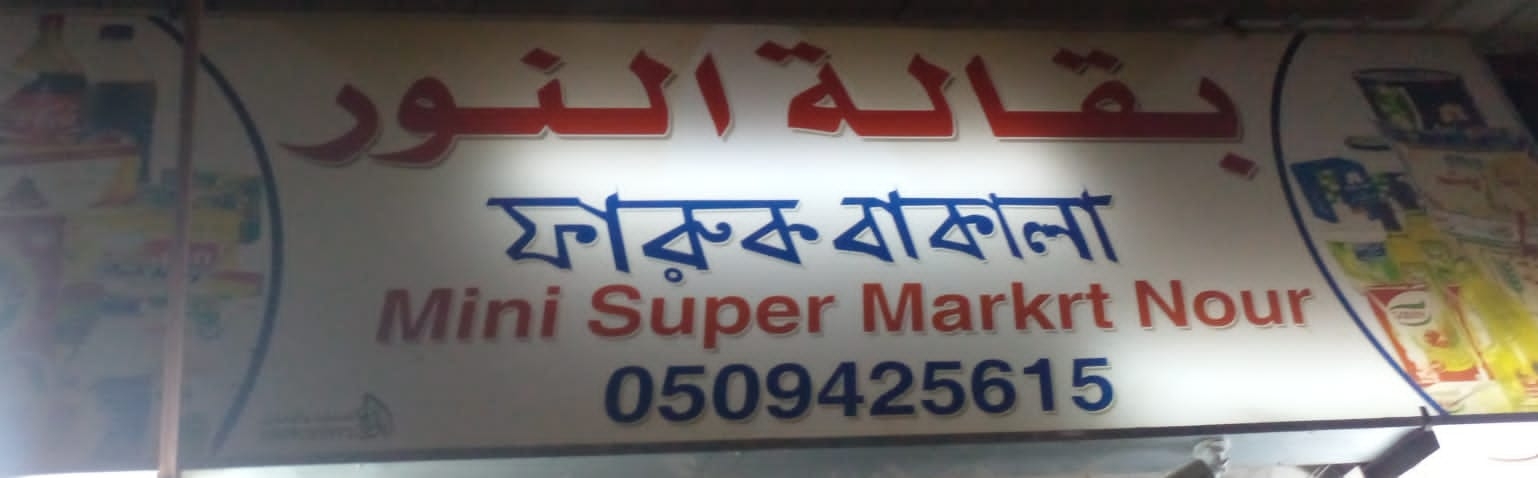 بقالة النور
ফারুক বাকালা
Mini Super Markrt Nour
0509425615